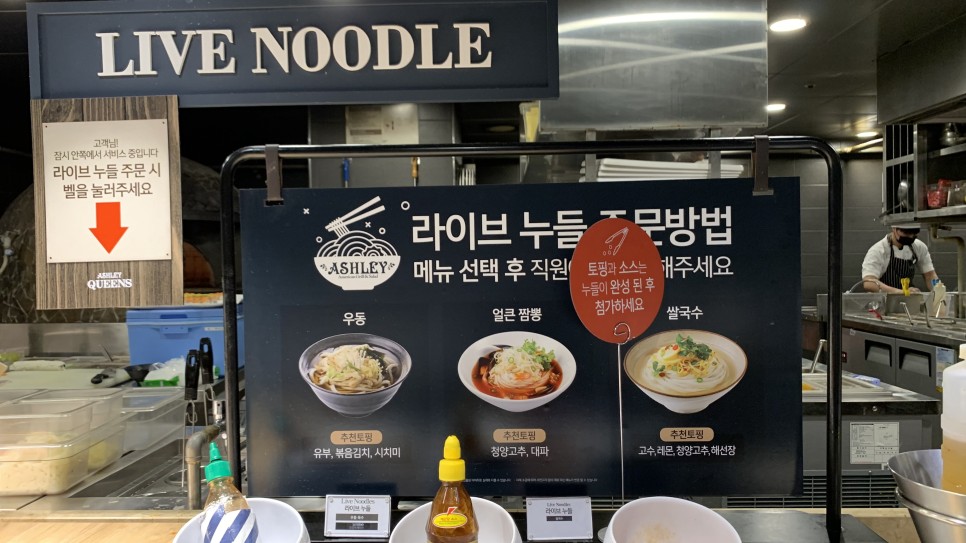 LIVE NOODLE
고객님!
잠시 안쪽에서 서비스 중입니다
라이브 누들 주문 시
벨을 눌러주세요
ASHLEY
QUEENS
ASHLEY
라이브 누들 문방법
메뉴 선택 후 직원 해주세요
토핑과 소스는
누들이 완성 된 후
첨가하세요
우동
얼큰 짬뽕
쌀국수
추천토핑
유부, 볶음김치, 시치미
추천토핑
청양고추, 대파
추천토핑
고수,레몬,청양고추,해선장
Live Noodles
라이브 누들
Live Noodles
라이브 누들